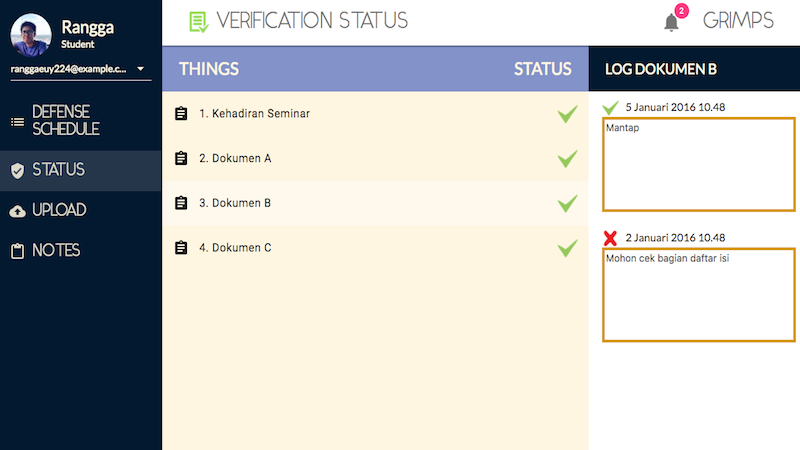 Rangga
Student
ranggaeuy224@example.c...
DEFENSE
SCHEDULE
STATUS
UPLOAD
NOTES
VERIFICATION STATUS
2
GRIMPS
THINGS
STATUS
1. Kehadiran Seminar
2. Dokumen A
3. Dokumen B
4. Dokumen C
LOG DOKUMEN B
5 Januari 2016 10.48
Mantap
2 Januari 2016 10.48
Mohon cek bagian daftar isi